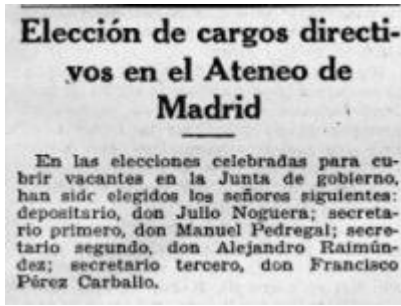 Elección de cargos directi-
vos en el Ateneo de
Madrid
En las elecciones celebradas para cu-
brir vacantes en la Junta de gobierno,
han sido elegidos los señores siguientes:
depositario, don Julio Noguera; secreta-
rio primero, don Manuel Pedregal; secre-
tario segundo, don Alejandro Raimún-
dez; secretario tercero, don Francisco
Pérez Carballo.